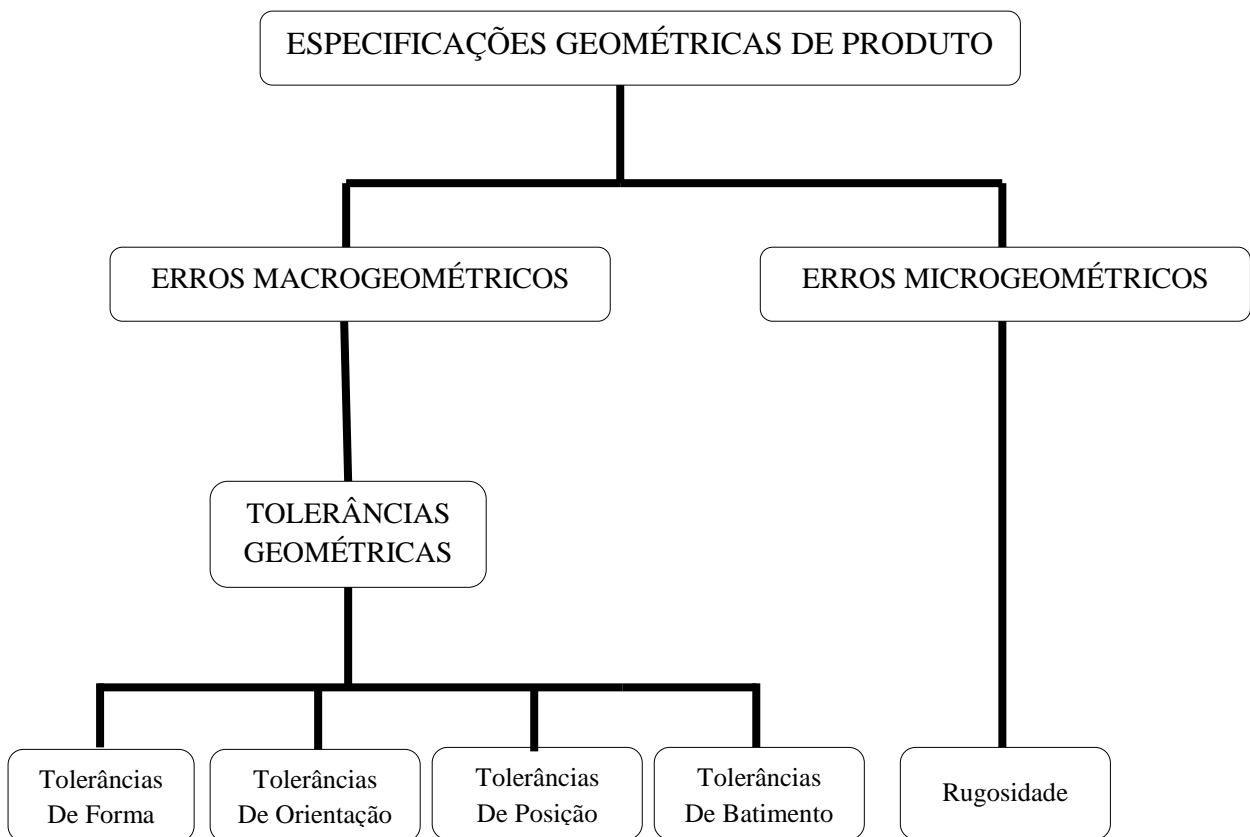 ESPECIFICAÇÕES GEOMÉTRICAS DE PRODUTO
ERROS MACROGEOMÉTRICOS
ERROS MICROGEOMÉTRICOS
TOLERÂNCIAS
GEOMÉTRICAS
Tolerâncias
De Forma
Tolerâncias
De Orientação
Tolerâncias
De Posição
Tolerâncias
De Batimento
Rugosidade